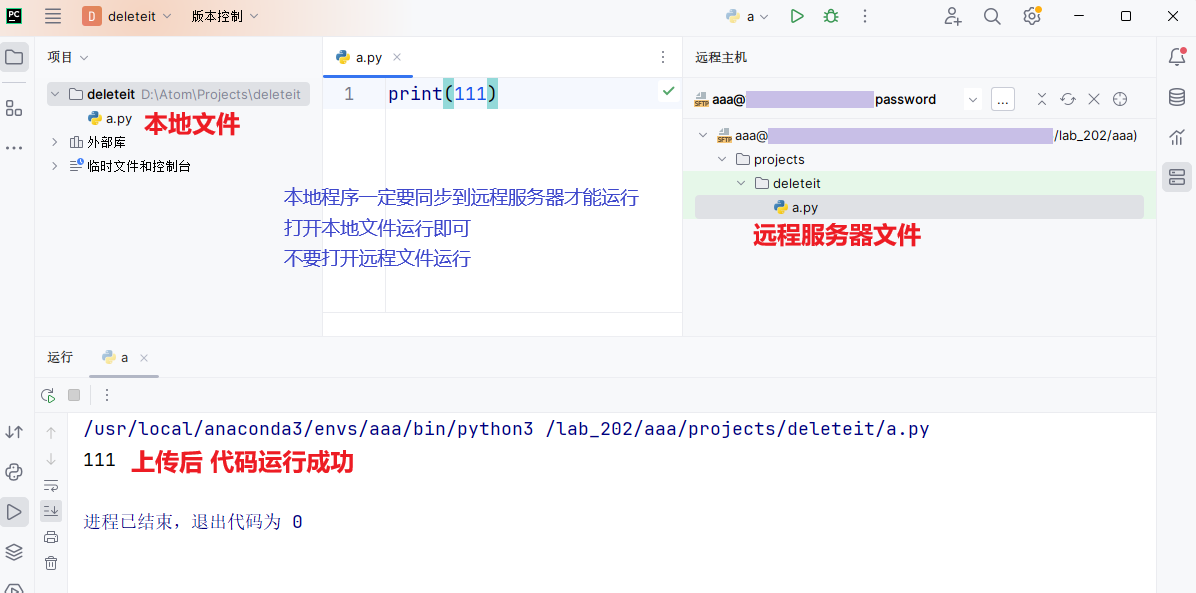 PC
D deleteit 版本控制 a
项目
a.py
远程主机
deleteit D:\Atom\Projects\deleteit
a.py
本地文件
外部库
临时文件和控制台
1 print(111)
SFTP aaa@ password ...
SFTP aaa@ /lab_202/aaa)
projects
deleteit
a.py
远程服务器文件
本地程序一定要同步到远程服务器才能运行
打开本地文件运行即可
不要打开远程文件运行
运行 a
/usr/local/anaconda3/envs/aaa/bin/python3 /lab_202/aaa/projects/deleteit/a.py
111 上传后 代码运行成功
进程已结束，退出代码为 0